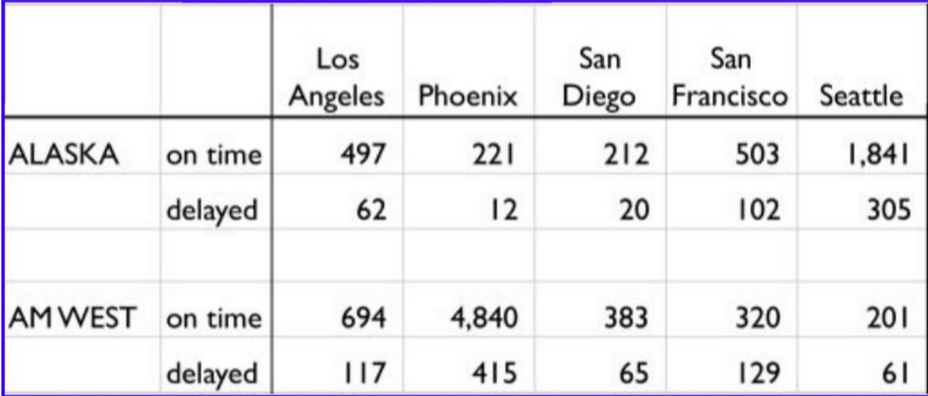 Los Angeles Phoenix San Diego San Francisco Seattle
ALASKA on time 497 221 212 503 1,841
delayed 62 12 20 102 305
AM WEST on time 694 4,840 383 320 201
delayed 117 415 65 129 61